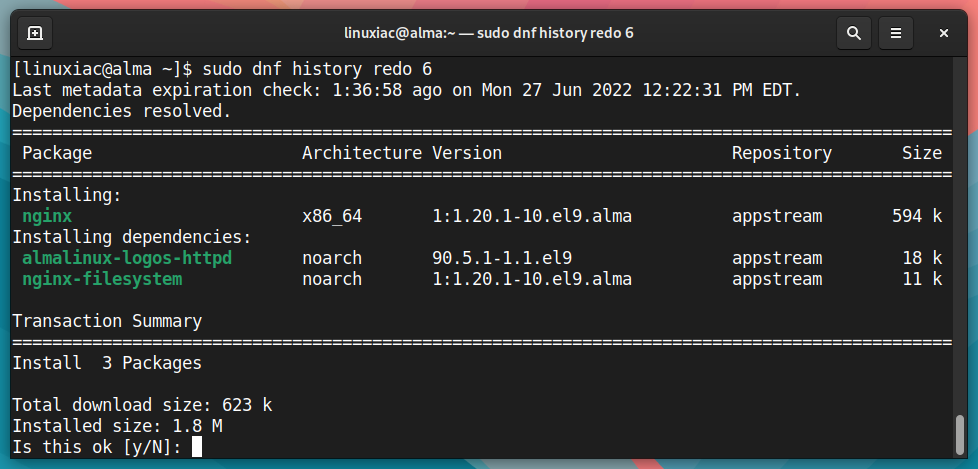 linuxiac@alma:~ — sudo dnf history redo 6
[linuxiac@alma ~]$ sudo dnf history redo 6
Last metadata expiration check: 1:36:58 ago on Mon 27 Jun 2022 12:22:31 PM EDT.
Dependencies resolved.
==============================================================================================
 Package                     Architecture Version                       Repository       Size
==============================================================================================
Installing:
 nginx                       x86_64       1:1.20.1-10.el9.alma          appstream       594 k
Installing dependencies:
 almalinux-logos-httpd       noarch       90.5.1-1.1.el9                appstream        18 k
 nginx-filesystem            noarch       1:1.20.1-10.el9.alma          appstream        11 k

Transaction Summary
==============================================================================================
Install  3 Packages

Total download size: 623 k
Installed size: 1.8 M
Is this ok [y/N]: